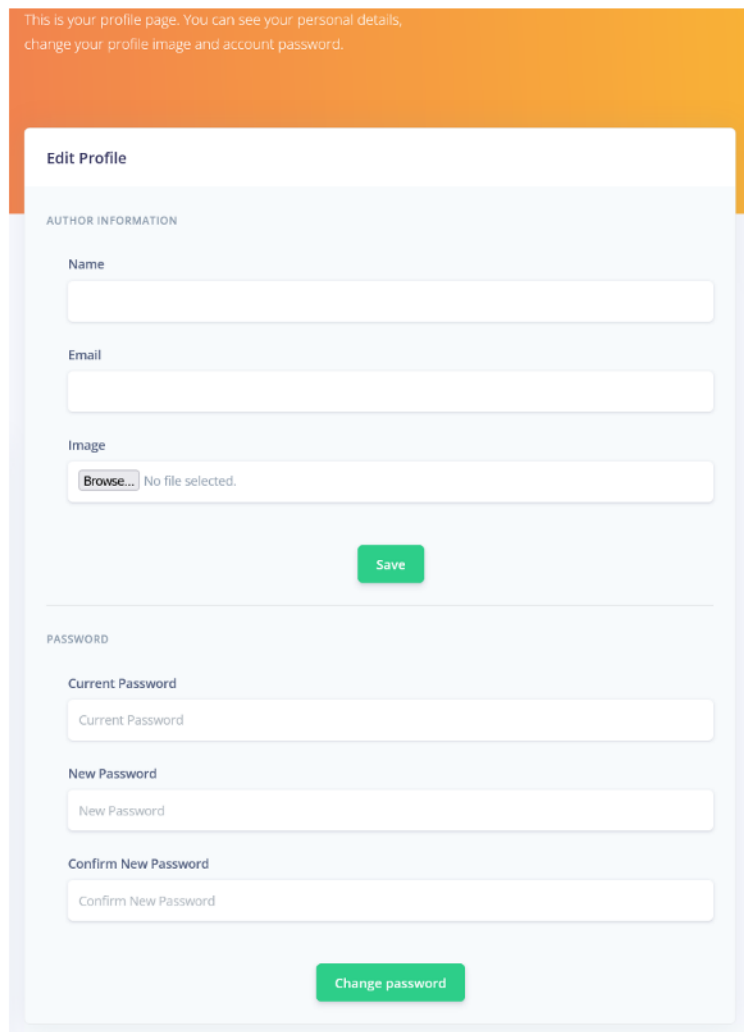 This is your profile page. You can see your personal details,
change your profile image and account password.
Edit Profile
AUTHOR INFORMATION
Name
Email
Image
Browse... No file selected.
Save
PASSWORD
Current Password
Current Password
New Password
New Password
Confirm New Password
Confirm New Password
Change password